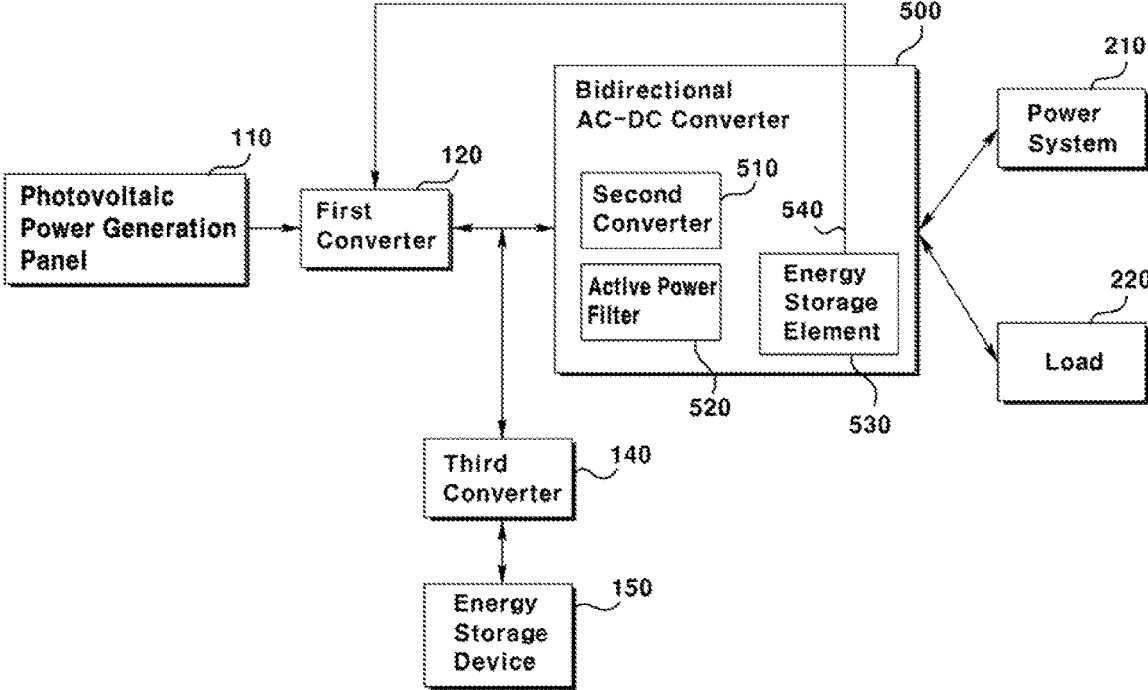 500
210
Bidirectional
AC-DC Converter
Power
System
110
120
510
Photovoltaic
Power Generation
Panel
First
Converter
Second
Converter
540
Active Power
Filter
Energy
Storage
Element
220
Load
520
530
140
Third
Converter
150
Energy
Storage
Device